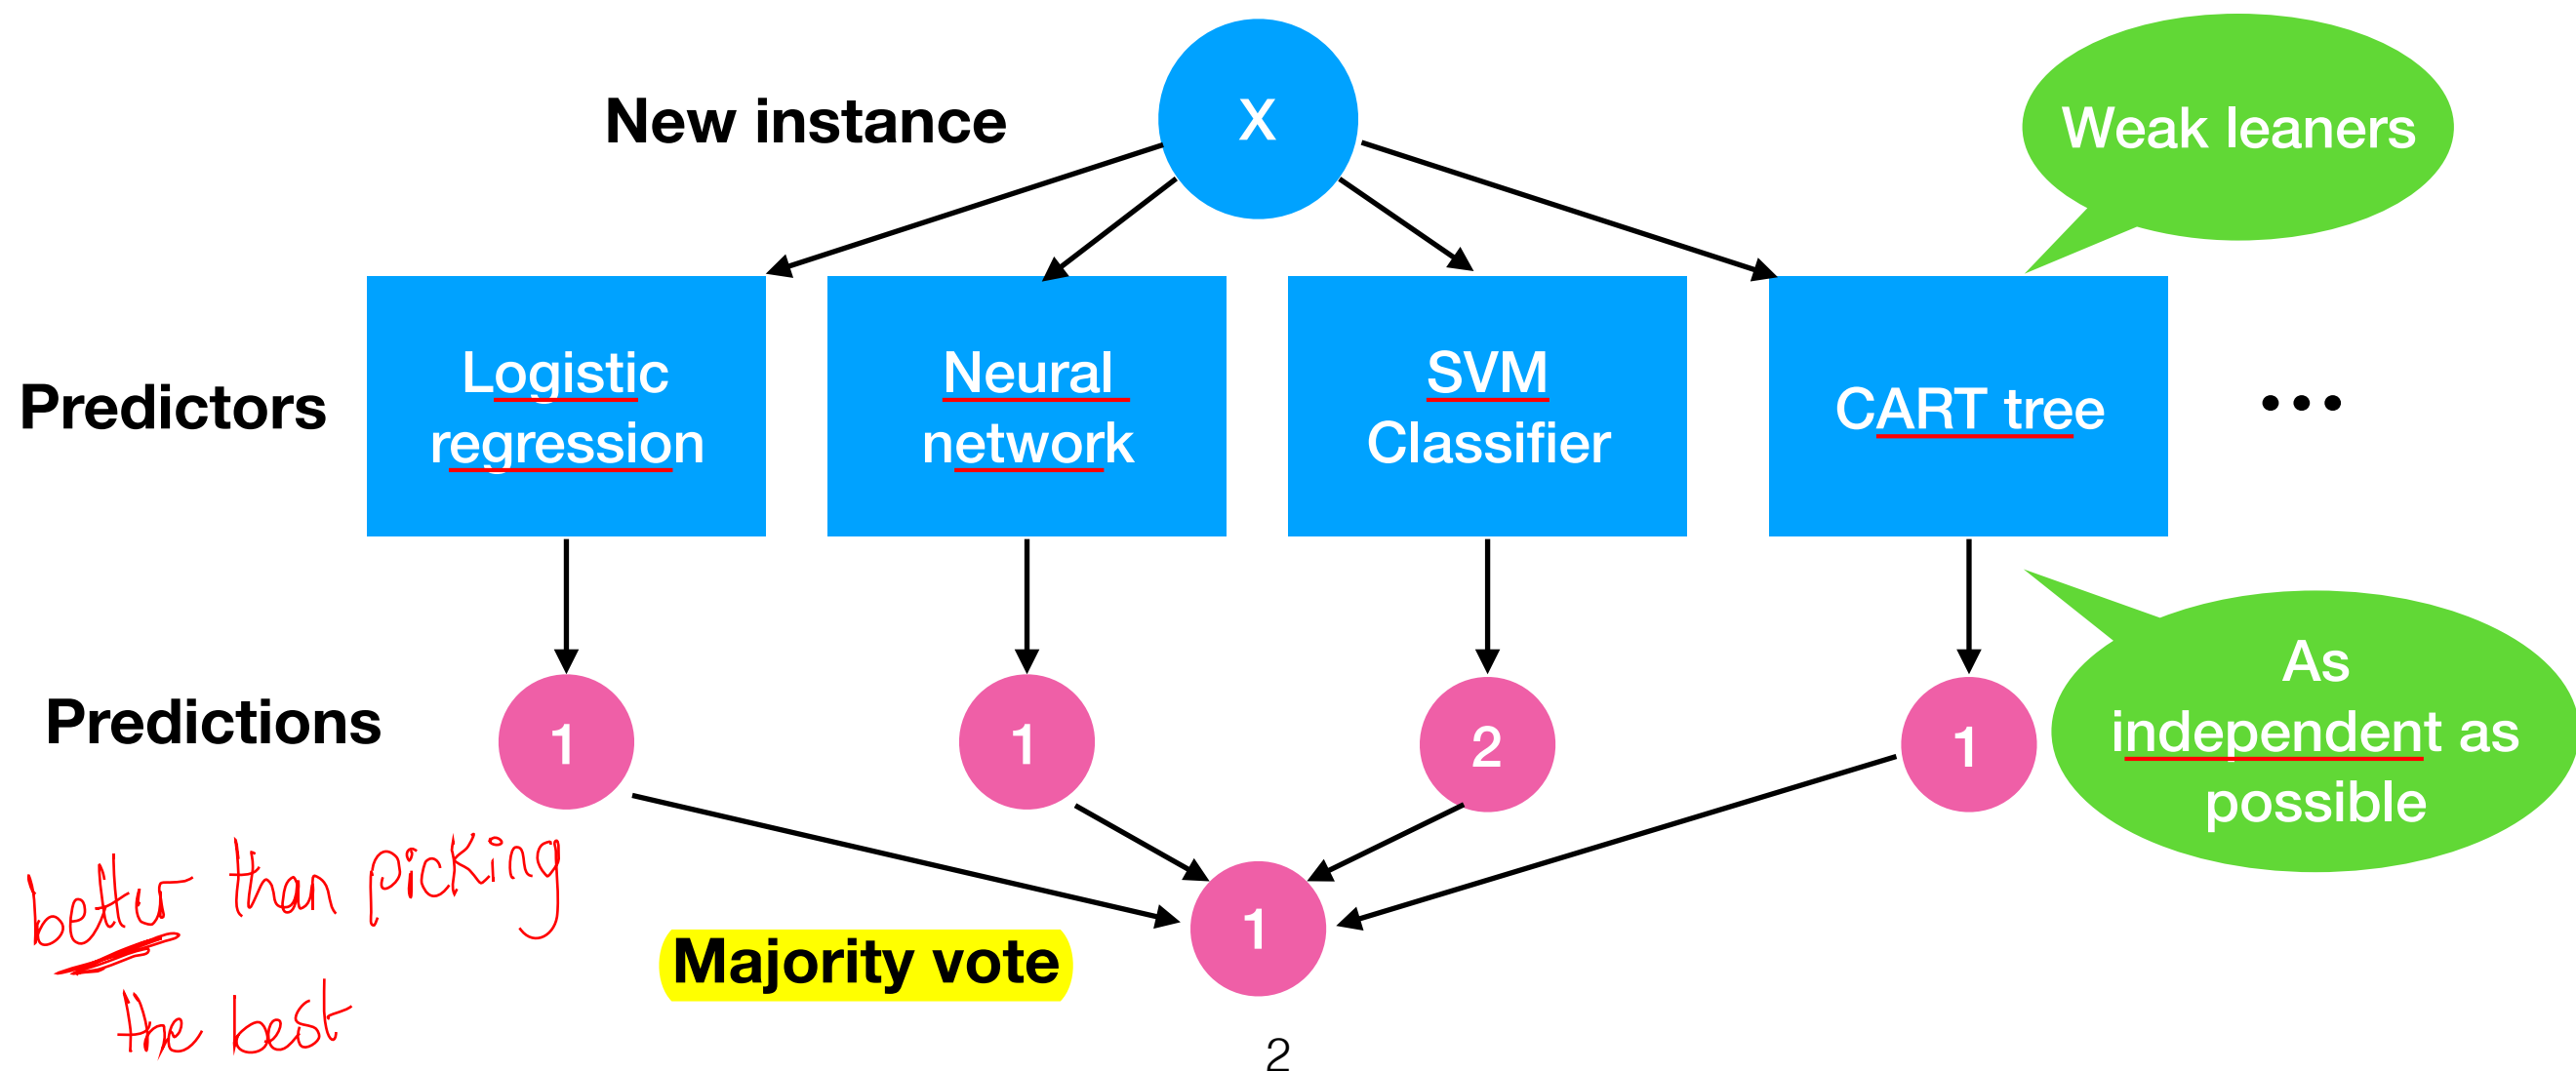 New instance
X
Weak leaners
Predictors
Logistic
regression
Neural
network
SVM
Classifier
CART tree
...
Predictions
1
1
2
1
As
independent as
possible
better than picking
the best
Majority vote
1
2